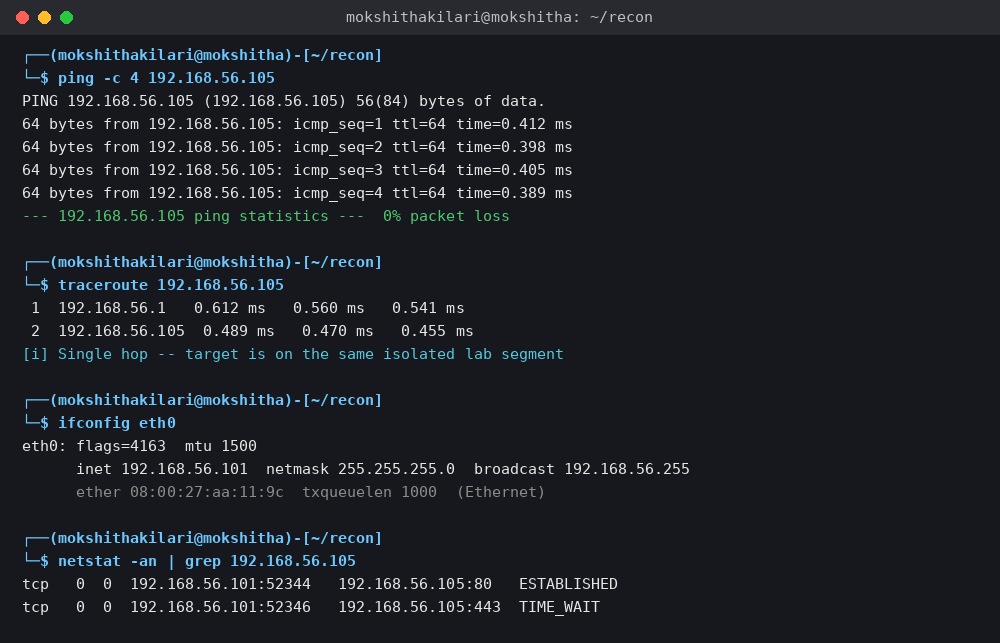 mokshithakilari@mokshitha: ~/recon
┌──(mokshithakilari@mokshitha)-[~/recon]
└─$ ping -c 4 192.168.56.105
PING 192.168.56.105 (192.168.56.105) 56(84) bytes of data.
64 bytes from 192.168.56.105: icmp_seq=1 ttl=64 time=0.412 ms
64 bytes from 192.168.56.105: icmp_seq=2 ttl=64 time=0.398 ms
64 bytes from 192.168.56.105: icmp_seq=3 ttl=64 time=0.405 ms
64 bytes from 192.168.56.105: icmp_seq=4 ttl=64 time=0.389 ms
--- 192.168.56.105 ping statistics ---  0% packet loss
┌──(mokshithakilari@mokshitha)-[~/recon]
└─$ traceroute 192.168.56.105
 1  192.168.56.1   0.612 ms   0.560 ms   0.541 ms
 2  192.168.56.105  0.489 ms   0.470 ms   0.455 ms
[i] Single hop -- target is on the same isolated lab segment
┌──(mokshithakilari@mokshitha)-[~/recon]
└─$ ifconfig eth0
eth0: flags=4163  mtu 1500
      inet 192.168.56.101  netmask 255.255.255.0  broadcast 192.168.56.255
      ether 08:00:27:aa:11:9c  txqueuelen 1000  (Ethernet)
┌──(mokshithakilari@mokshitha)-[~/recon]
└─$ netstat -an | grep 192.168.56.105
tcp   0  0  192.168.56.101:52344   192.168.56.105:80   ESTABLISHED
tcp   0  0  192.168.56.101:52346   192.168.56.105:443  TIME_WAIT